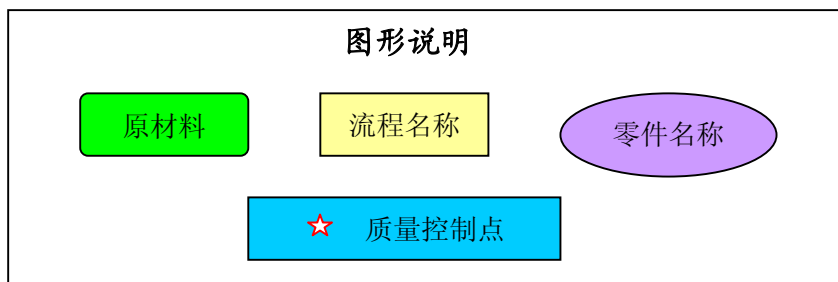 图形说明
原材料
流程名称
零件名称
质量控制点